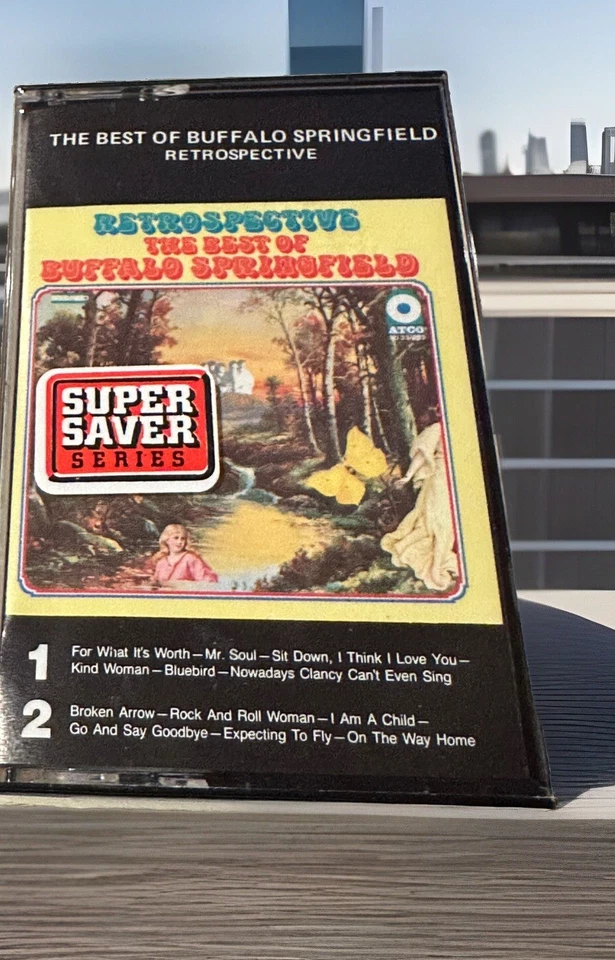 THE BEST OF BUFFALO SPRINGFIELD
RETROSPECTIVE
RETROSPECTIVE
THE BEST OF
BUFFALO SPRINGFIELD
ATCO
SUPER
SAVER
SERIES
1
For What It's Worth–Mr. Soul–Sit Down, I Think I Love You–
Kind Woman–Bluebird–Nowadays Clancy Can't Even Sing
2
Broken Arrow–Rock And Roll Woman–I Am A Child–
Go And Say Goodbye–Expecting To Fly–On The Way Home